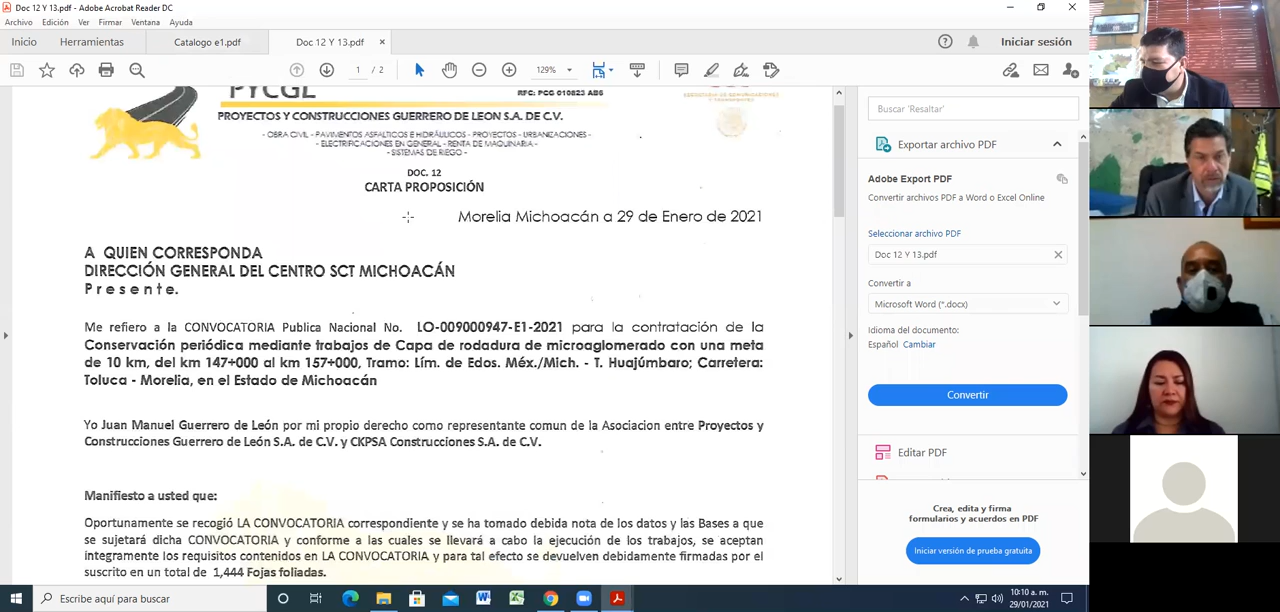 Doc 12 Y 13.pdf - Adobe Acrobat Reader DC
Archivo Edición Ver Firmar Ventana Ayuda
Inicio Herramientas Catalogo e1.pdf Doc 12 Y 13.pdf × Iniciar sesión
1 / 2 129%
PYCGL
RFC: PCG 010823 AB6
PROYECTOS Y CONSTRUCCIONES GUERRERO DE LEON S.A. DE C.V.
- OBRA CIVIL - PAVIMENTOS ASFÁLTICOS E HIDRÁULICOS - PROYECTOS - URBANIZACIONES -
- ELECTRIFICACIONES EN GENERAL - RENTA DE MAQUINARIA -
- SISTEMAS DE RIEGO -
DOC. 12
CARTA PROPOSICIÓN
Morelia Michoacán a 29 de Enero de 2021
A QUIEN CORRESPONDA
DIRECCIÓN GENERAL DEL CENTRO SCT MICHOACÁN
P r e s e n t e.
Me refiero a la CONVOCATORIA Publica Nacional No. LO-009000947-E1-2021 para la contratación de la
Conservación periódica mediante trabajos de Capa de rodadura de microaglomerado con una meta
de 10 km, del km 147+000 al km 157+000, Tramo: Lím. de Edos. Méx./Mich. - T. Huajúmbaro; Carretera:
Toluca - Morelia, en el Estado de Michoacán
Yo Juan Manuel Guerrero de León por mi propio derecho como representante comun de la Asociacion entre Proyectos y
Construcciones Guerrero de León S.A. de C.V. y CKPSA Construcciones S.A. de C.V.
Manifiesto a usted que:
Oportunamente se recogió LA CONVOCATORIA correspondiente y se ha tomado debida nota de los datos y las Bases a que
se sujetará dicha CONVOCATORIA y conforme a las cuales se llevará a cabo la ejecución de los trabajos, se aceptan
integramente los requisitos contenidos en LA CONVOCATORIA y para tal efecto se devuelven debidamente firmadas por el
suscrito en un total de 1,444 Fojas foliadas.
Buscar 'Resaltar'
Exportar archivo PDF
Adobe Export PDF
Convertir archivos PDF a Word o Excel Online
Seleccionar archivo PDF
Doc 12 Y 13.pdf ×
Convertir a
Microsoft Word (*.docx)
Idioma del documento:
Español Cambiar
Convertir
Editar PDF
Crea, edita y firma
formularios y acuerdos en PDF
Iniciar versión de prueba gratuita
Escribe aquí para buscar
10:10 a. m.
29/01/2021